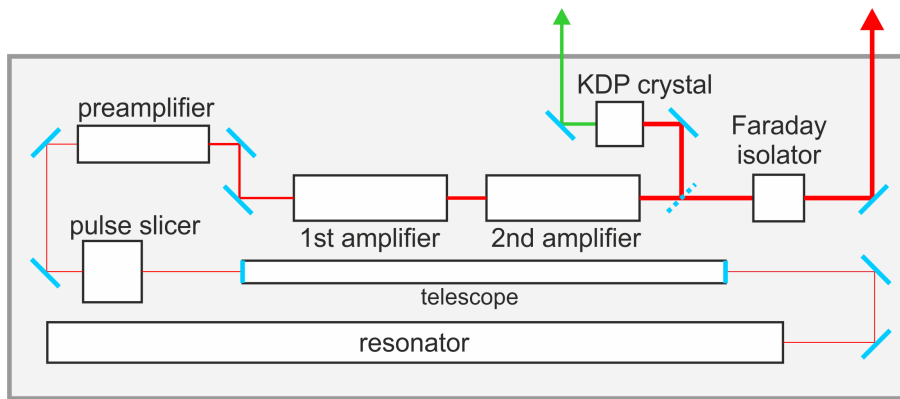 KDP crystal
preamplifier
Faraday
isolator
pulse slicer
1st amplifier
2nd amplifier
telescope
resonator